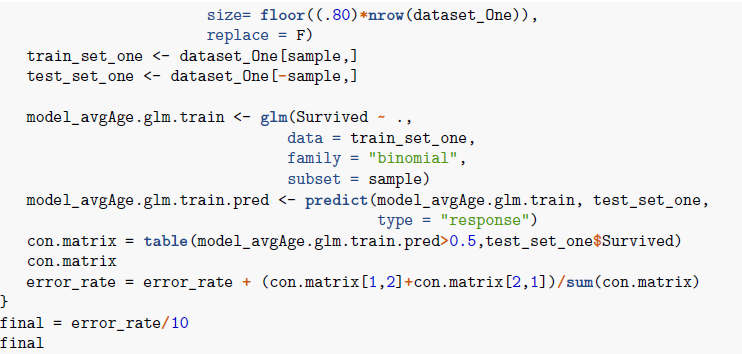 size= floor((.80)*nrow(dataset_One)),
replace = F)
train_set_one <- dataset_One[sample,]
test_set_one <- dataset_One[-sample,]
model_avgAge.glm.train <- glm(Survived ~ .,
data = train_set_one,
family = "binomial",
subset = sample)
model_avgAge.glm.train.pred <- predict(model_avgAge.glm.train, test_set_one,
type = "response")
con.matrix = table(model_avgAge.glm.train.pred>0.5,test_set_one$Survived)
con.matrix
error_rate = error_rate + (con.matrix[1,2]+con.matrix[2,1])/sum(con.matrix)
}
final = error_rate/10
final